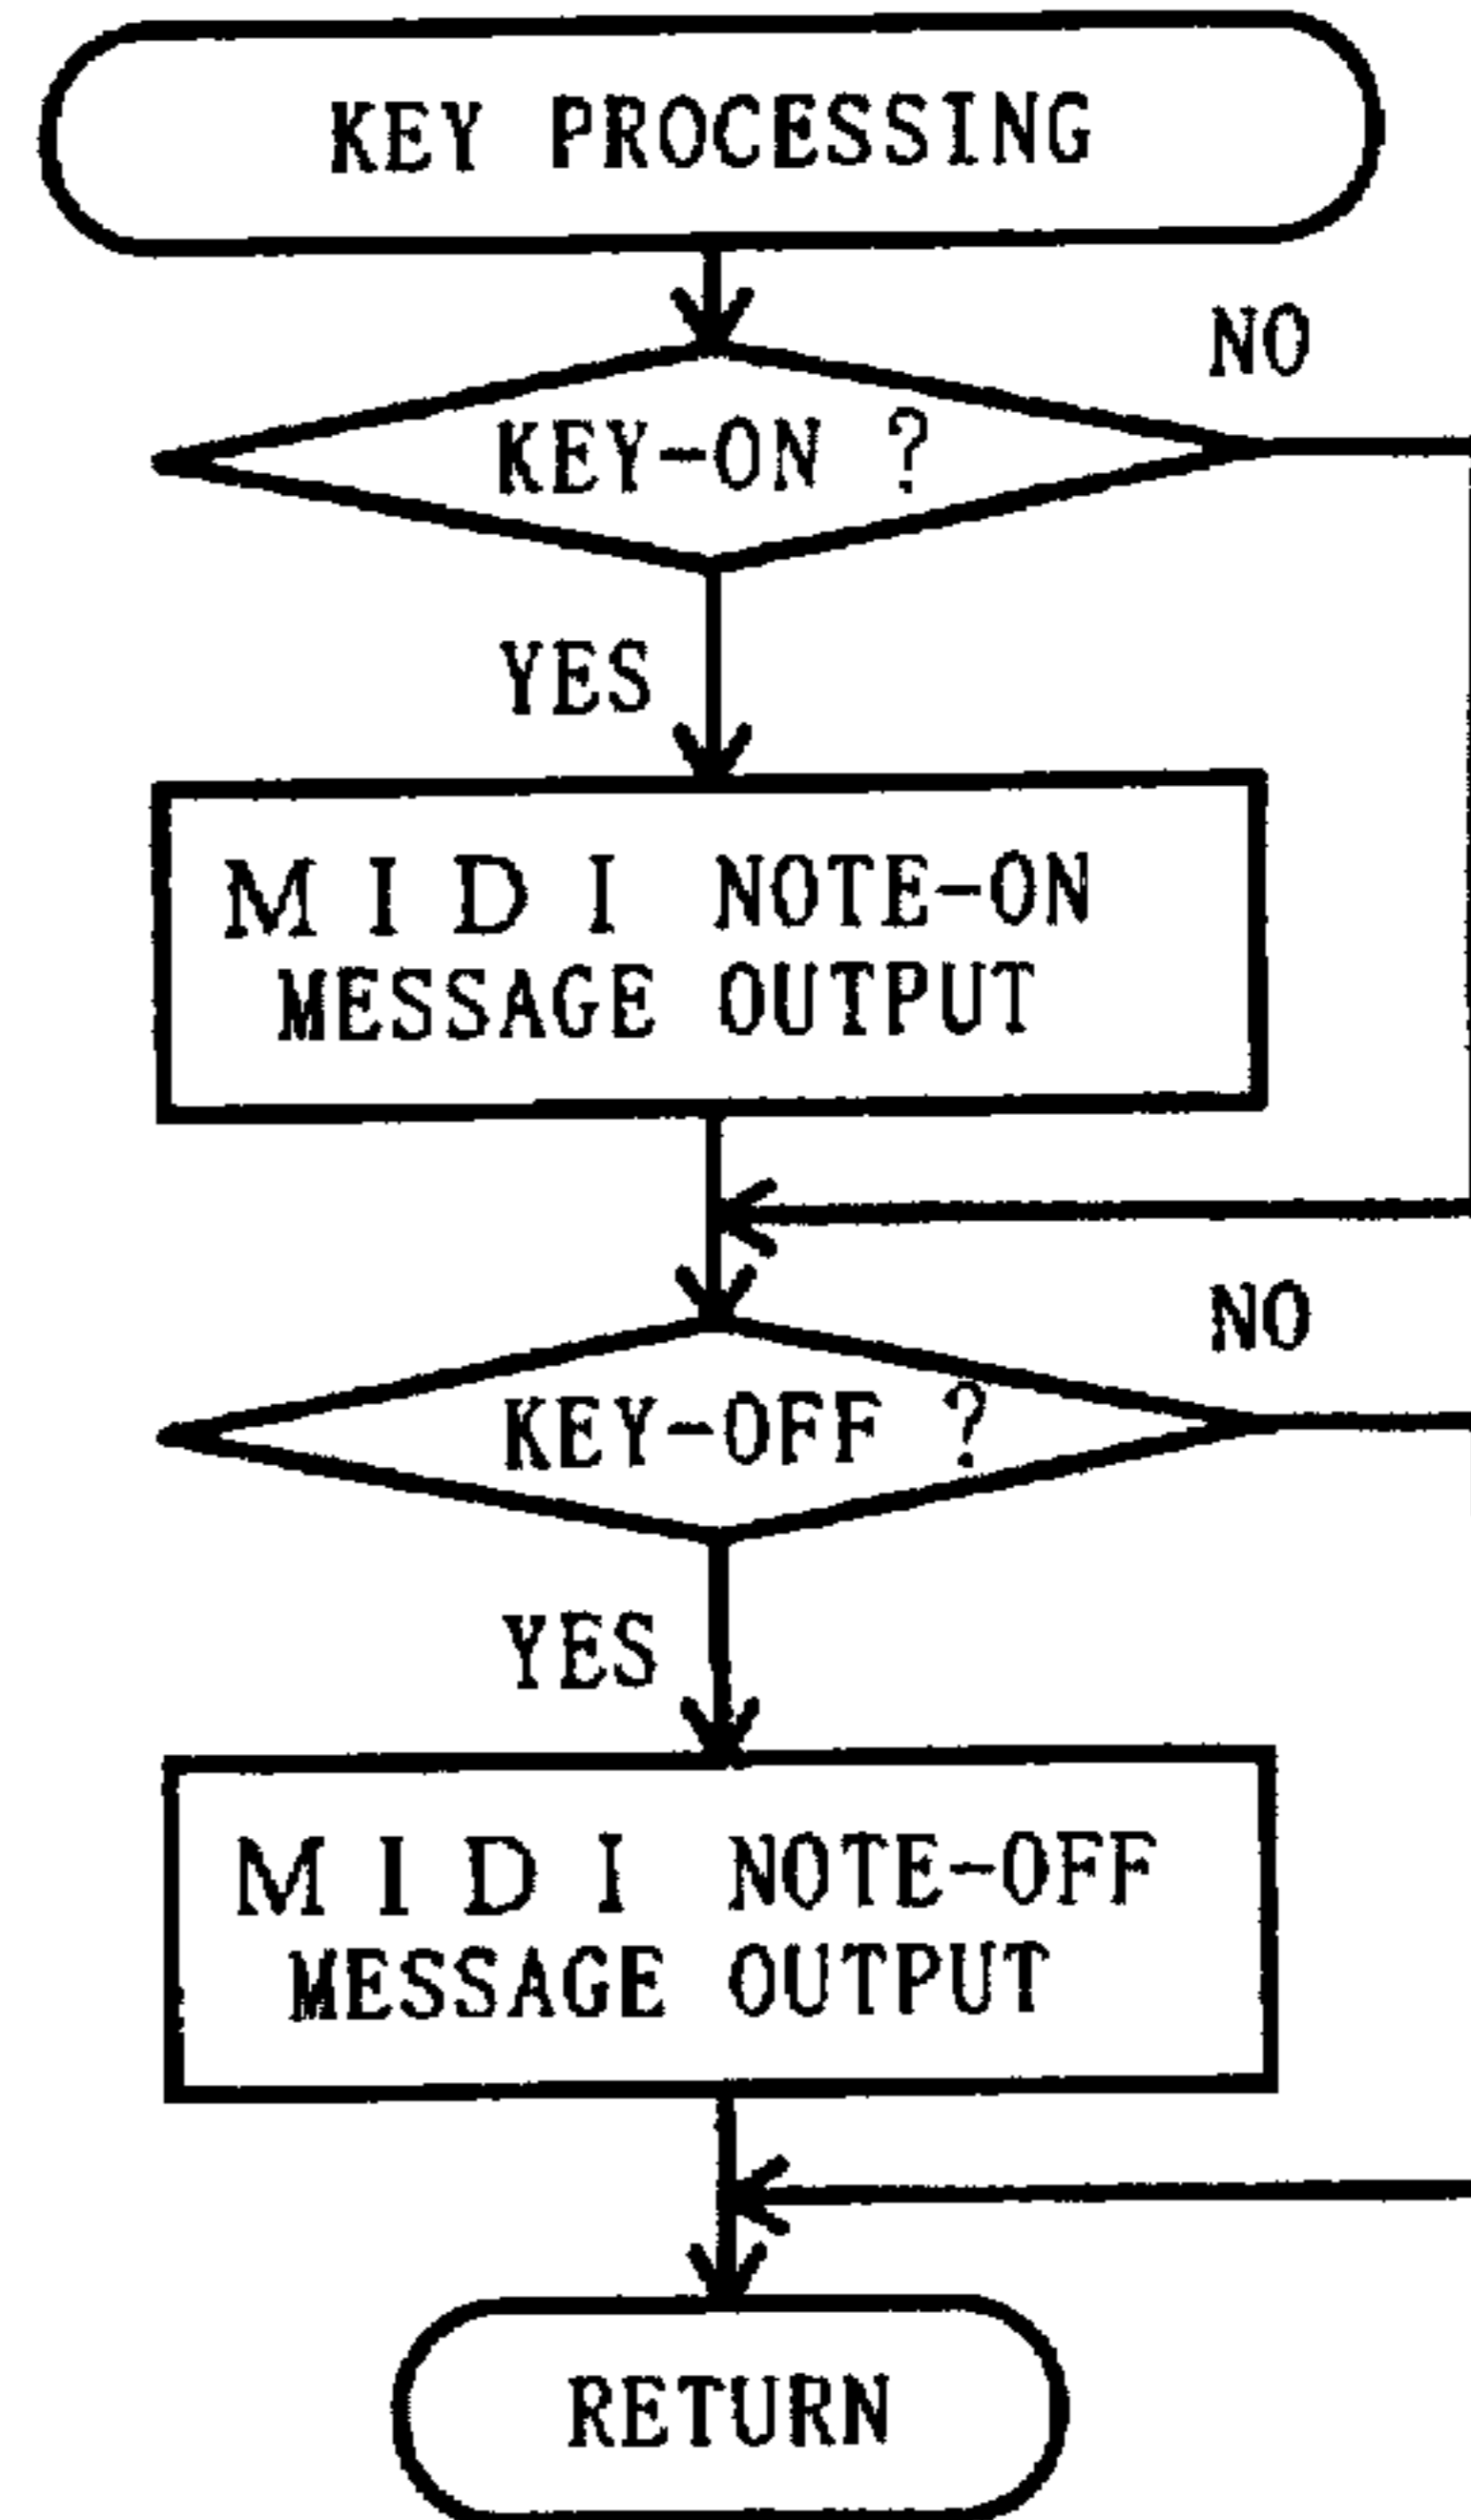 KEY PROCESSING
NO
KEY-ON ?
YES
MIDI NOTE-ON
MESSAGE OUTPUT
NO
KEY-OFF ?
YES
MIDI NOTE-OFF
MESSAGE OUTPUT
RETURN